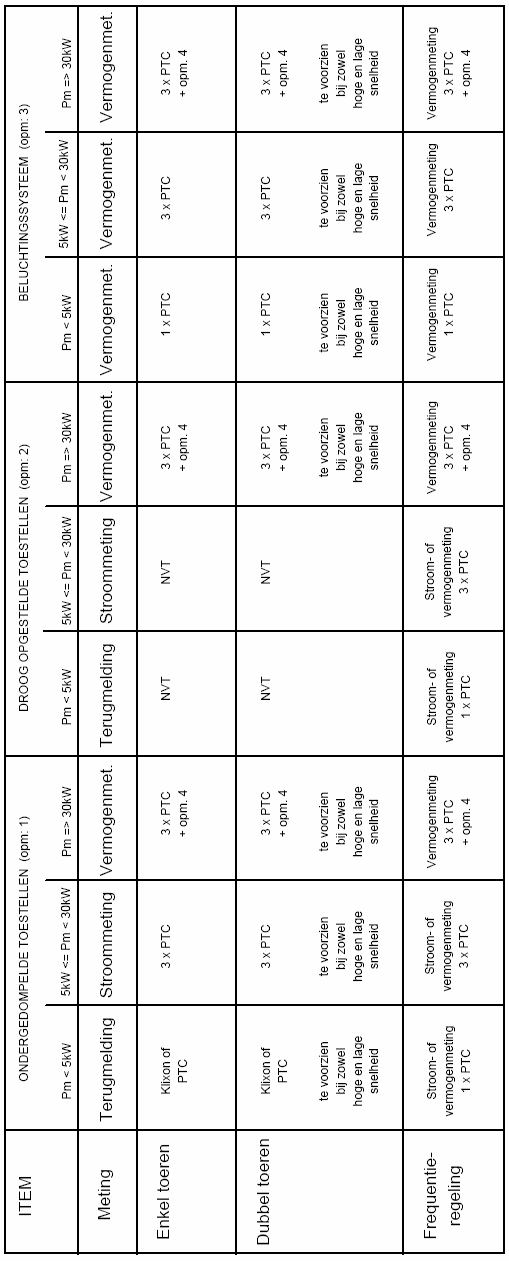 ITEM
ONDERGEDOMPELDE TOESTELLEN (opm: 1)
DROOG OPGESTELDE TOESTELLEN (opm: 2)
BELUCHTINGSSYSTEEM (opm: 3)
Pm < 5kW
5kW <= Pm < 30kW
Pm => 30kW
Pm < 5kW
5kW <= Pm < 30kW
Pm => 30kW
Pm < 5kW
5kW <= Pm < 30kW
Pm => 30kW
Meting
Terugmelding
Stroommeting
Vermogenmet.
Terugmelding
Stroommeting
Vermogenmet.
Vermogenmet.
Vermogenmet.
Vermogenmet.
Enkel toeren
Klixon of
PTC
3 x PTC
3 x PTC
+ opm. 4
NVT
NVT
3 x PTC
+ opm. 4
1 x PTC
3 x PTC
3 x PTC
+ opm. 4
Dubbel toeren
Klixon of
PTC
te voorzien
bij zowel
hoge en lage
snelheid
3 x PTC
te voorzien
bij zowel
hoge en lage
snelheid
3 x PTC
+ opm. 4
te voorzien
bij zowel
hoge en lage
snelheid
NVT
NVT
3 x PTC
+ opm. 4
te voorzien
bij zowel
hoge en lage
snelheid
1 x PTC
te voorzien
bij zowel
hoge en lage
snelheid
3 x PTC
te voorzien
bij zowel
hoge en lage
snelheid
3 x PTC
+ opm. 4
te voorzien
bij zowel
hoge en lage
snelheid
Frequentie-
regeling
Stroom- of
vermogenmeting
1 x PTC
Stroom- of
vermogenmeting
3 x PTC
Vermogenmeting
3 x PTC
+ opm. 4
Stroom- of
vermogenmeting
1 x PTC
Stroom- of
vermogenmeting
3 x PTC
Vermogenmeting
3 x PTC
+ opm. 4
Vermogenmeting
1 x PTC
Vermogenmeting
3 x PTC
Vermogenmeting
3 x PTC
+ opm. 4